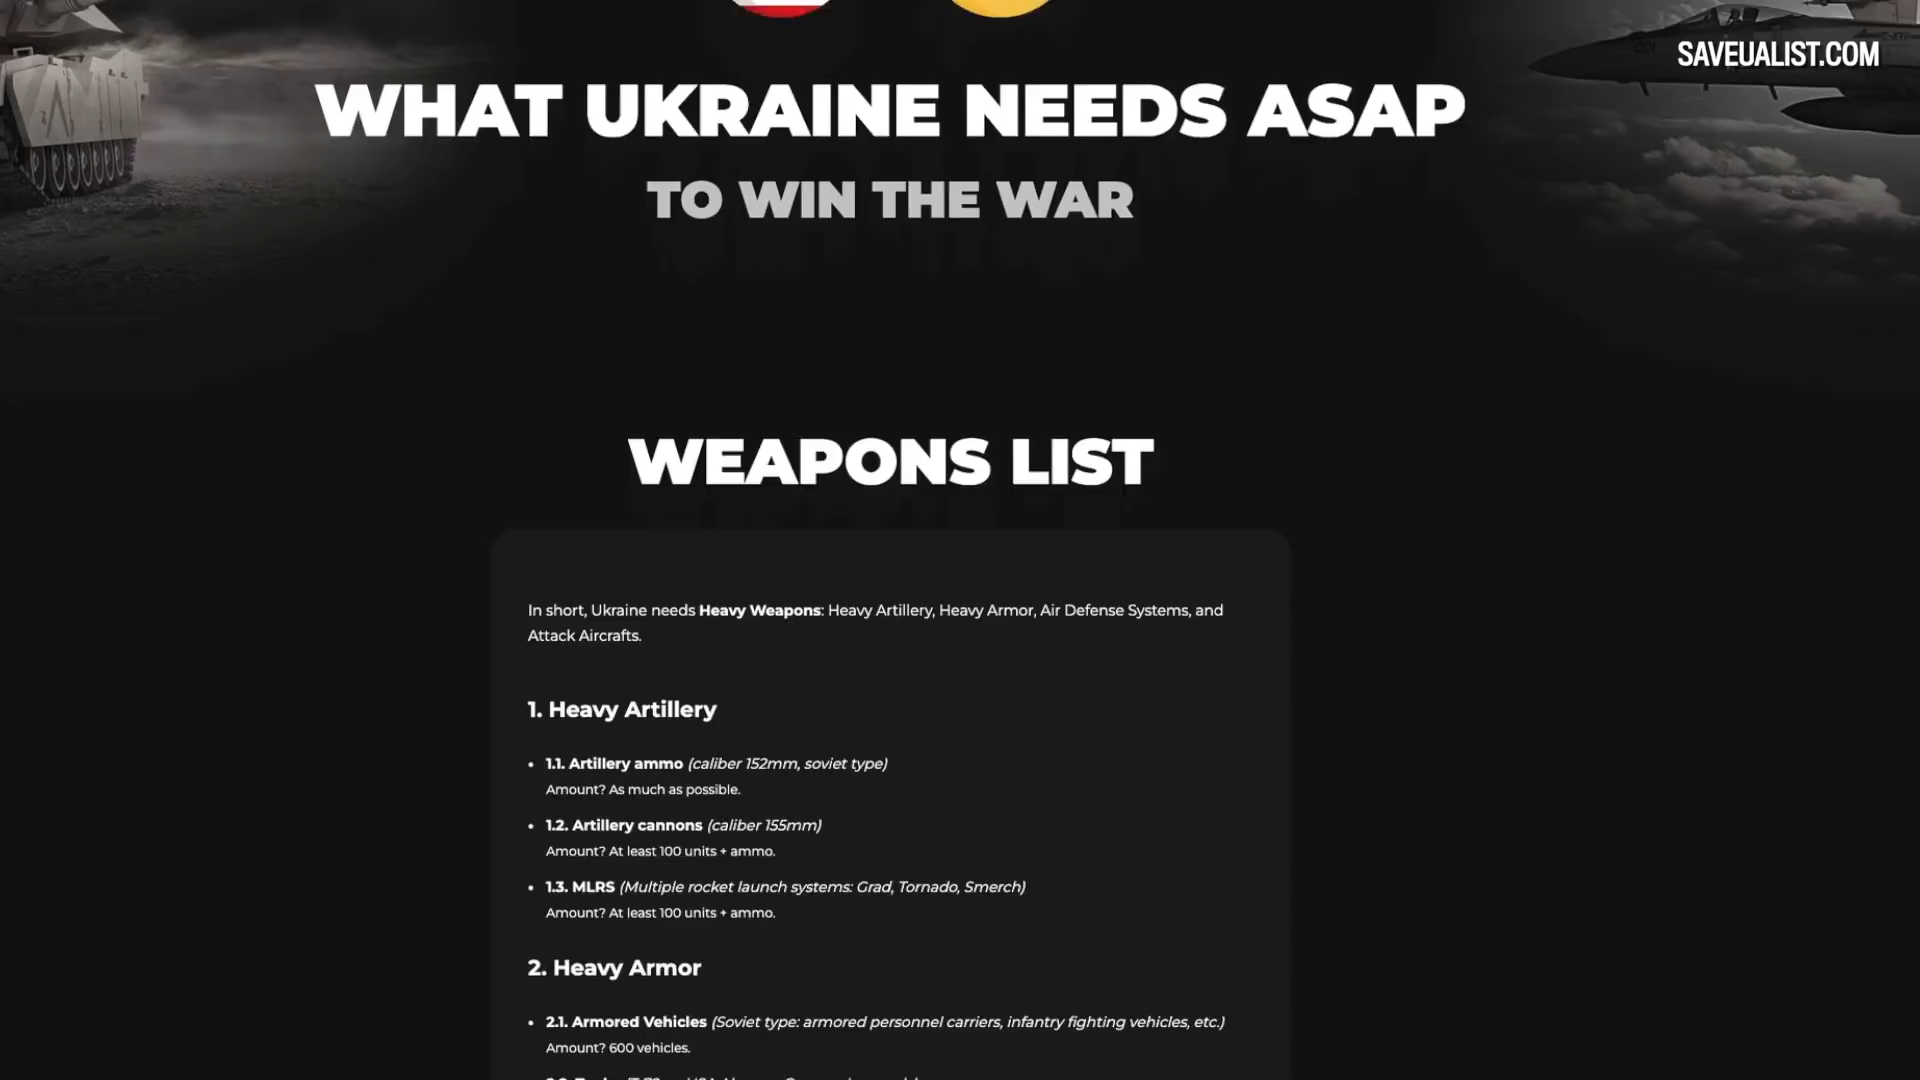 SAVEUALIST.COM
WHAT UKRAINE NEEDS ASAP
TO WIN THE WAR
WEAPONS LIST
In short, Ukraine needs Heavy Weapons: Heavy Artillery, Heavy Armor, Air Defense Systems, and
Attack Aircrafts.
1. Heavy Artillery
• 1.1. Artillery ammo (caliber 152mm, soviet type)
Amount? As much as possible.
• 1.2. Artillery cannons (caliber 155mm)
Amount? At least 100 units + ammo.
• 1.3. MLRS (Multiple rocket launch systems: Grad, Tornado, Smerch)
Amount? At least 100 units + ammo.
2. Heavy Armor
• 2.1. Armored Vehicles (Soviet type: armored personnel carriers, infantry fighting vehicles, etc.)
Amount? 600 vehicles.